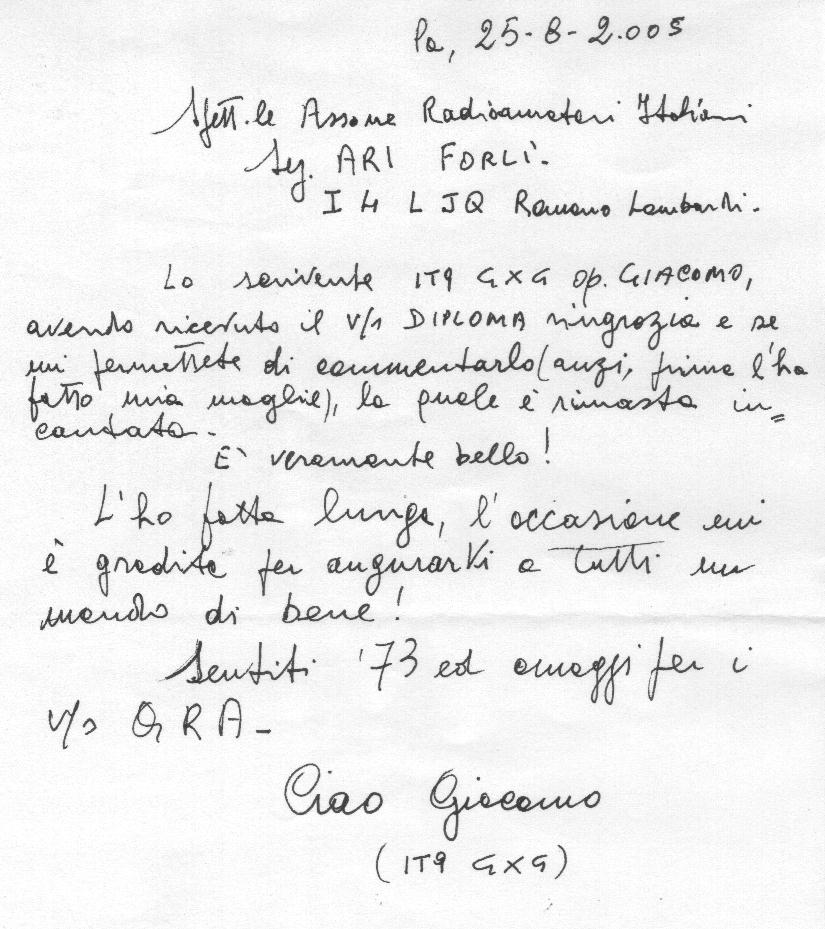 Pa, 25-8-2.005
Spett.le Assone Radioamatori Italiani
Seg. ARI FORLÌ.
I 4 L JQ Romano Lombardi.
Lo scrivente IT9 GXG op. GIACOMO,
avendo ricevuto il v/s DIPLOMA ringrazia e se
mi permettete di commentarlo (anzi, prima l'ha
fatto mia moglie), la quale è rimasta in=
cantata.
E' veramente bello!
L'ho fatta lunga, l'occasione mi
è gradita per augurarVi a tutti un
mondo di bene!
Sentiti '73 ed omaggi per i
v/s QRA-
Ciao Giacomo
(IT9 GXG)